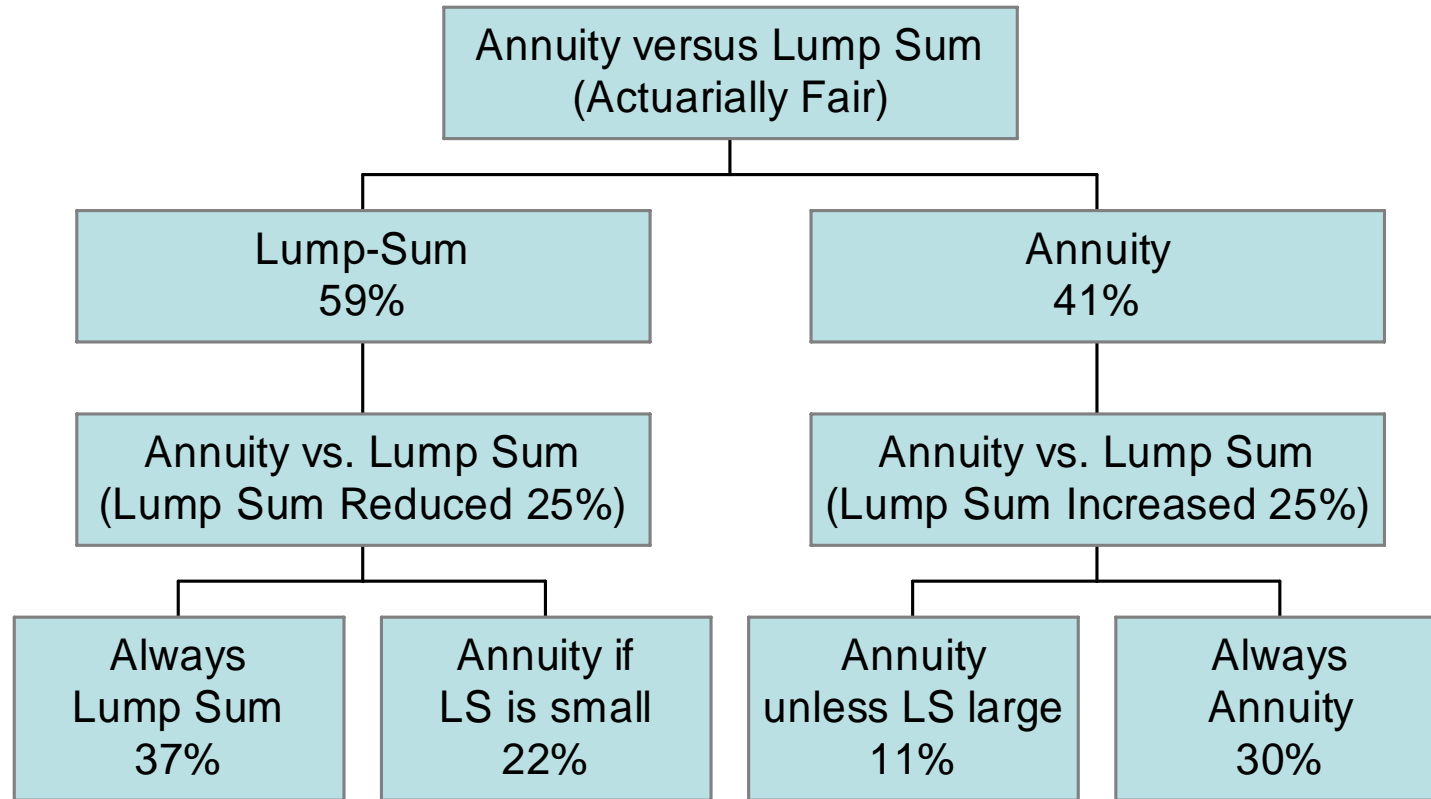 Annuity versus Lump Sum
(Actuarially Fair)
Lump-Sum
59%
Annuity
41%
Annuity vs. Lump Sum
(Lump Sum Reduced 25%)
Annuity vs. Lump Sum
(Lump Sum Increased 25%)
Always
Lump Sum
37%
Annuity if
LS is small
22%
Annuity
unless LS large
11%
Always
Annuity
30%